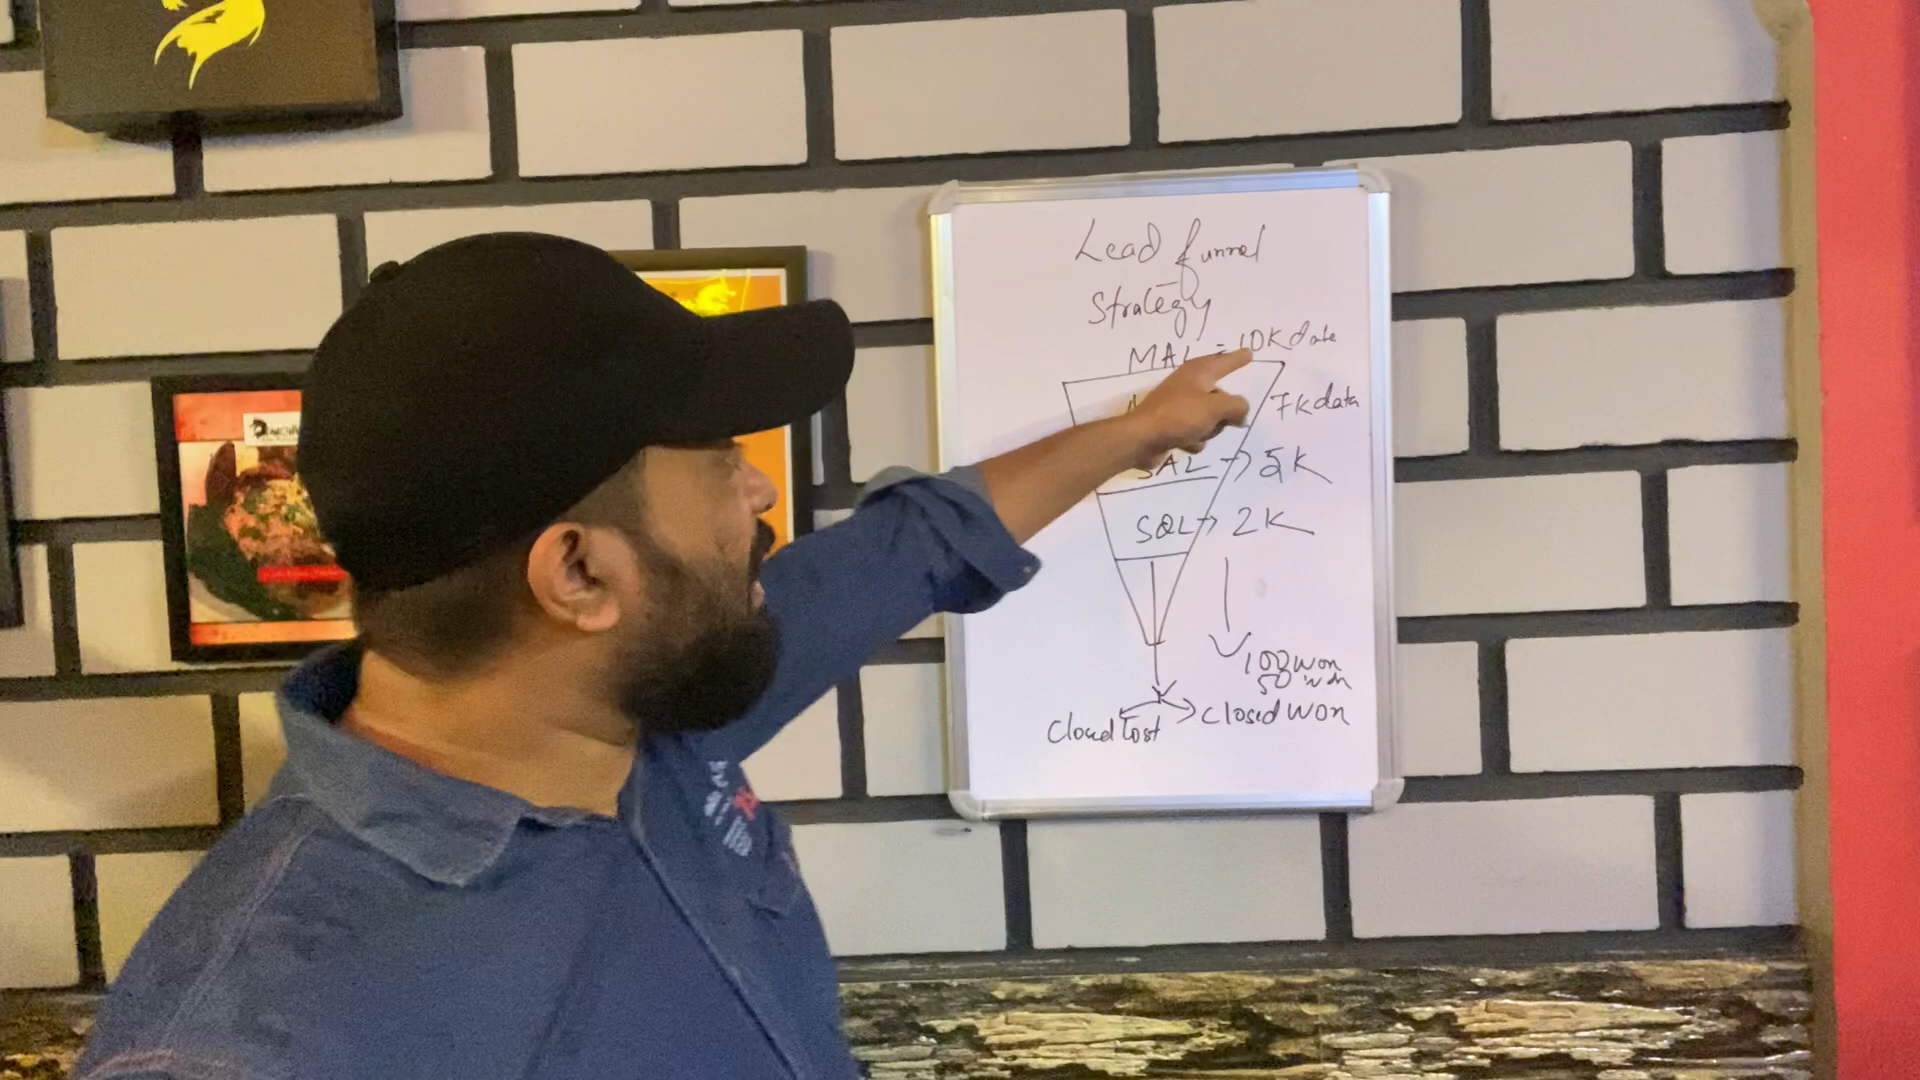 Lead funnel
Strategy
MAL = 10K date
7K data
SAL → 5K
SQL → 2K
100 won
50 won
Closed Lost
Closed Won